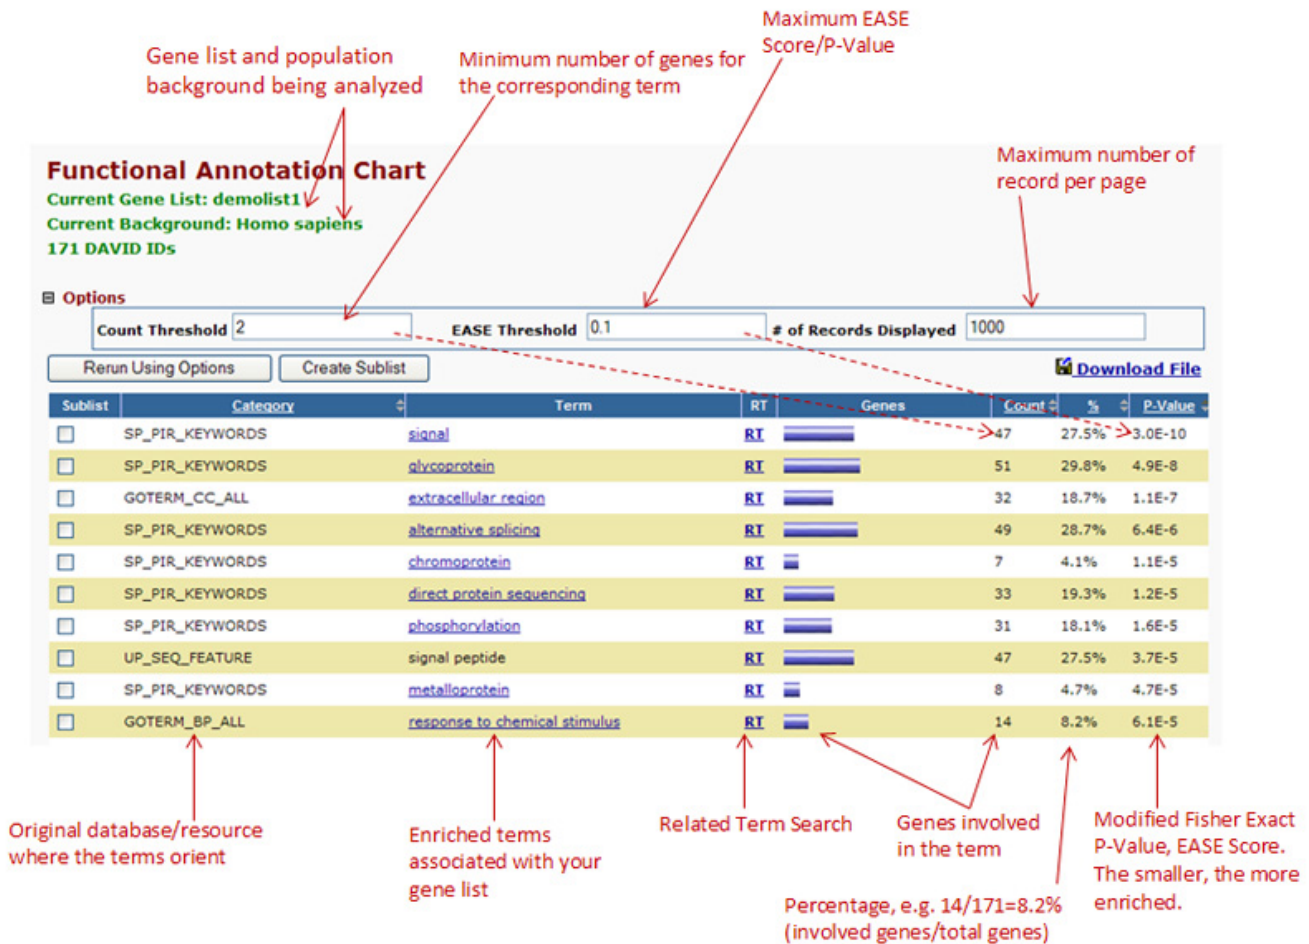 Maximum EASE
Score/P-Value
Gene list and population
background being analyzed
Minimum number of genes for
the corresponding term
Maximum number of
record per page
Functional Annotation Chart
Current Gene List: demolist1
Current Background: Homo sapiens
171 DAVID IDs
Options
Count Threshold 2 EASE Threshold 0.1 # of Records Displayed 1000
Rerun Using Options Create Sublist Download File
Sublist Category Term RT Genes Count % P-Value
SP_PIR_KEYWORDS signal RT 47 27.5% 3.0E-10
SP_PIR_KEYWORDS glycoprotein RT 51 29.8% 4.9E-8
GOTERM_CC_ALL extracellular region RT 32 18.7% 1.1E-7
SP_PIR_KEYWORDS alternative splicing RT 49 28.7% 6.4E-6
SP_PIR_KEYWORDS chromoprotein RT 7 4.1% 1.1E-5
SP_PIR_KEYWORDS direct protein sequencing RT 33 19.3% 1.2E-5
SP_PIR_KEYWORDS phosphorylation RT 31 18.1% 1.6E-5
UP_SEQ_FEATURE signal peptide RT 47 27.5% 3.7E-5
SP_PIR_KEYWORDS metalloprotein RT 8 4.7% 4.7E-5
GOTERM_BP_ALL response to chemical stimulus RT 14 8.2% 6.1E-5
Original database/resource
where the terms orient
Enriched terms
associated with your
gene list
Related Term Search
Genes involved
in the term
Modified Fisher Exact
P-Value, EASE Score.
The smaller, the more
enriched.
Percentage, e.g. 14/171=8.2%
(involved genes/total genes)